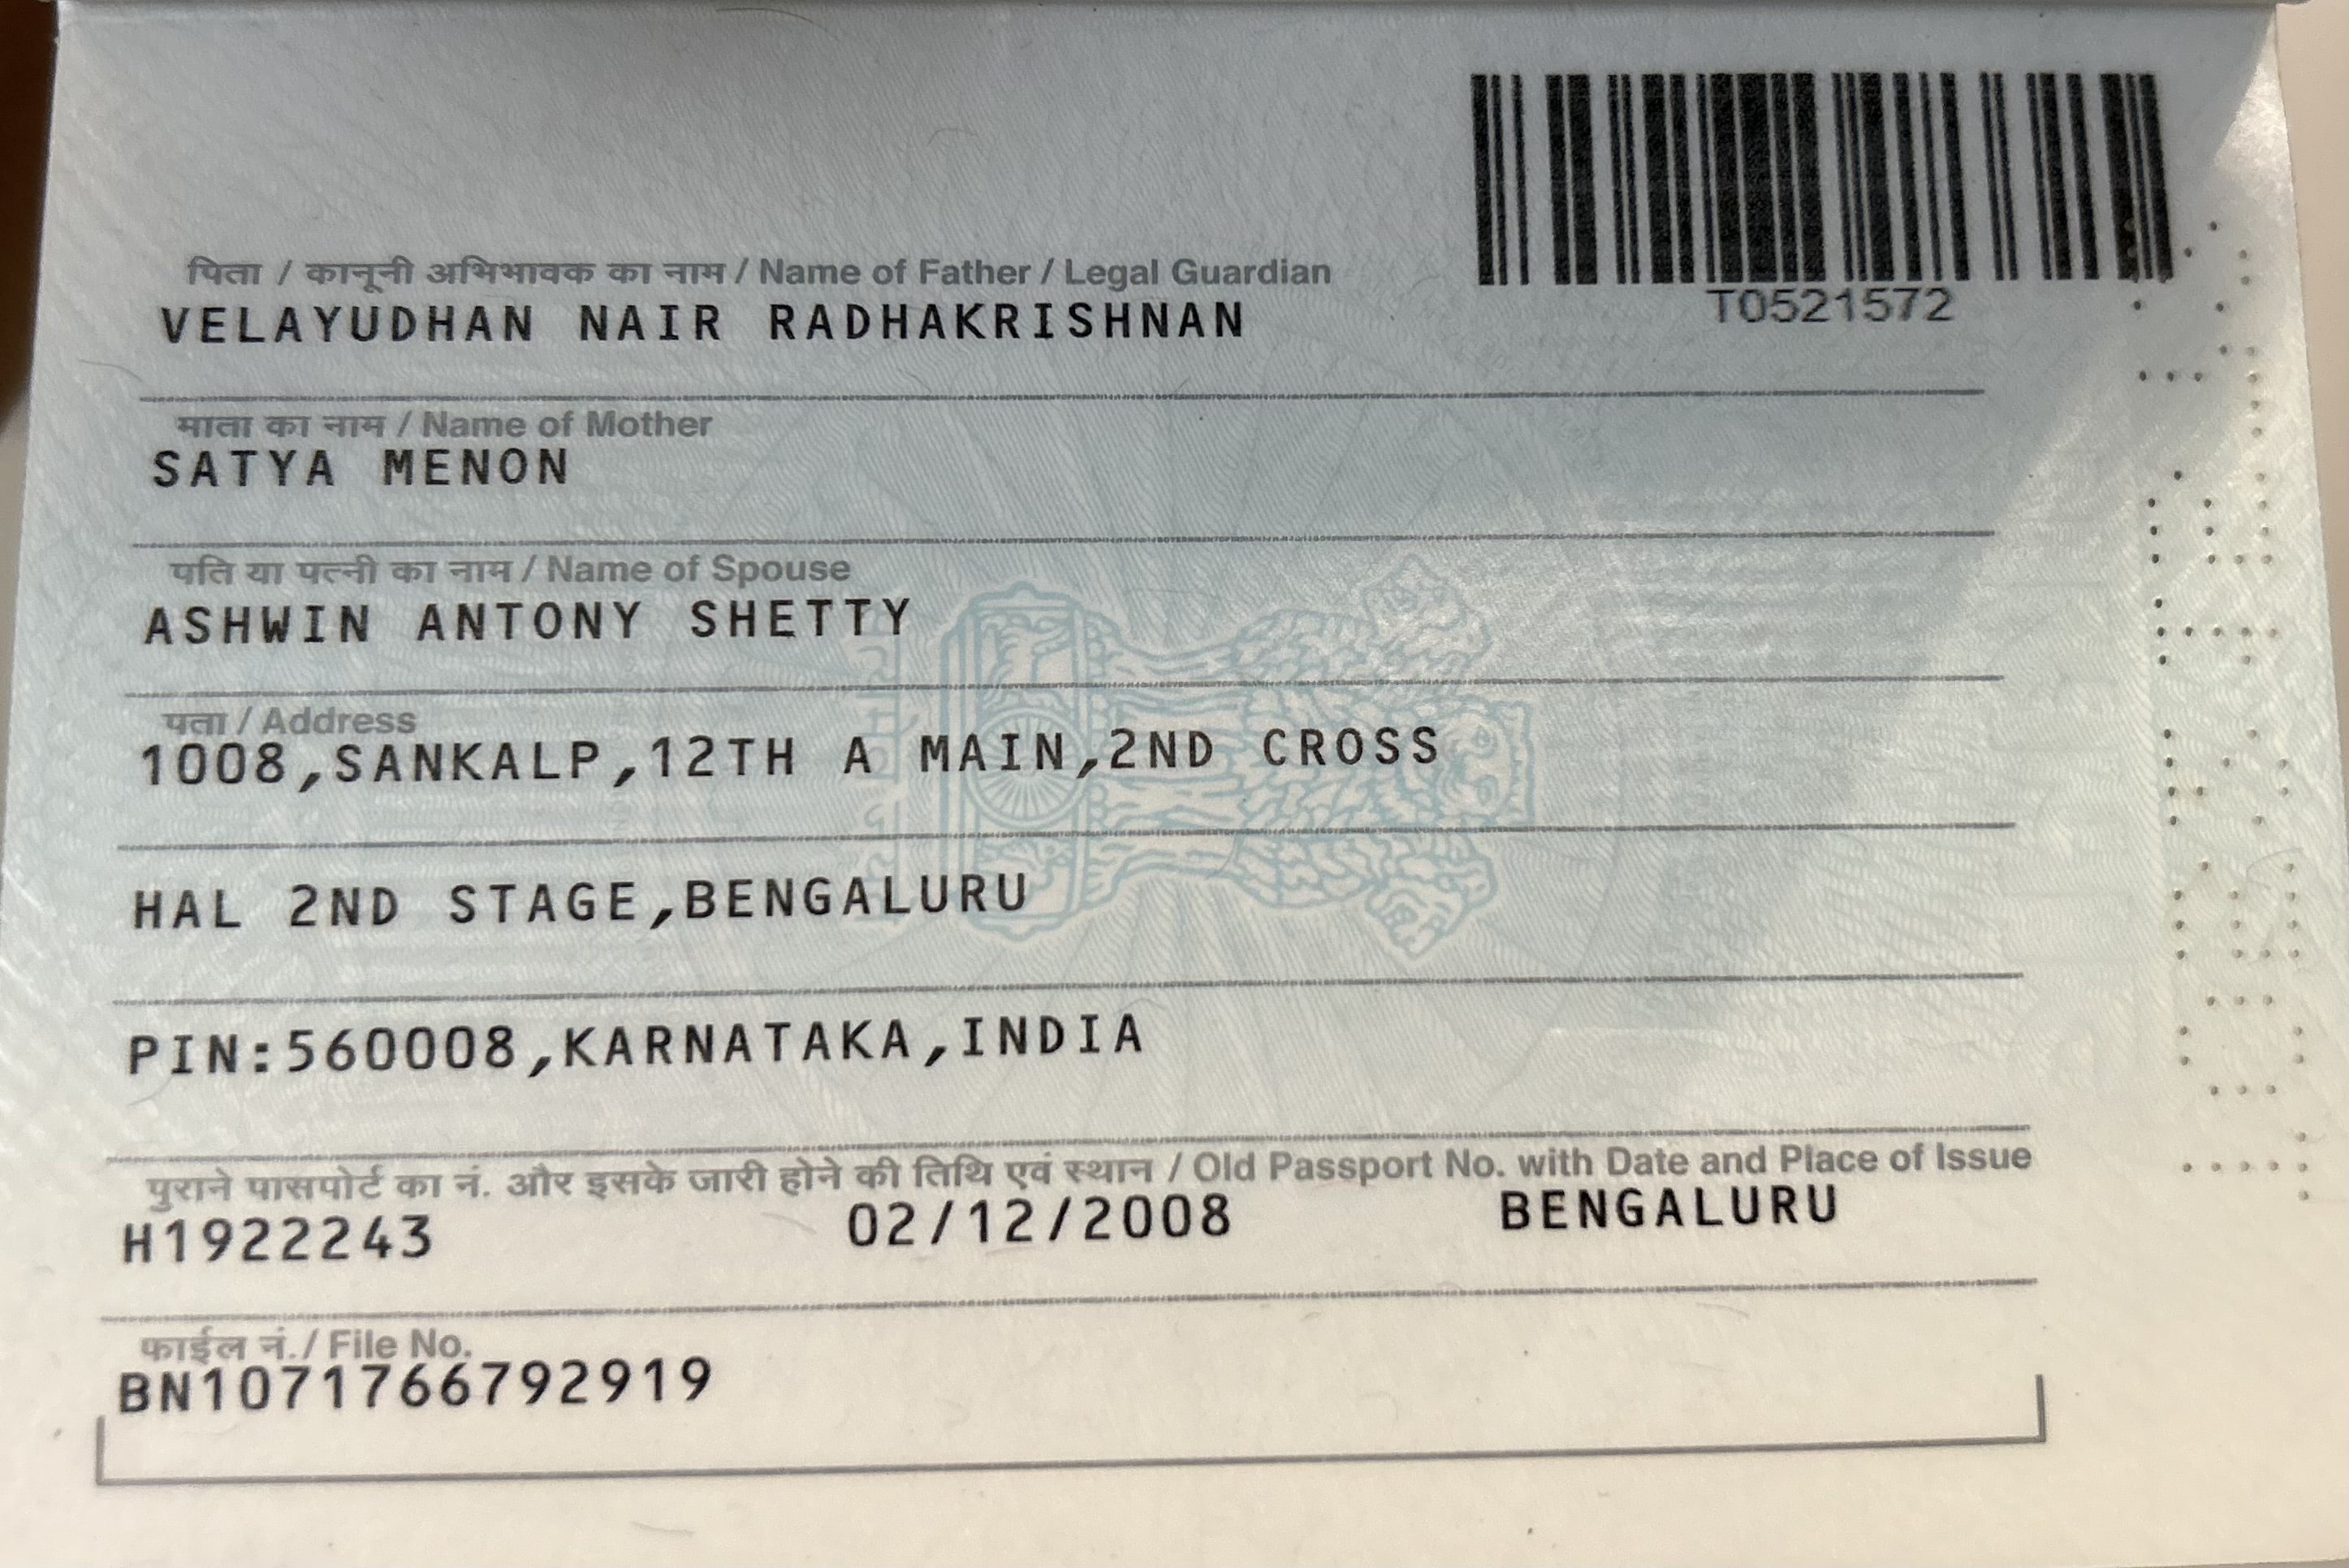 T0521572
पिता / कानूनी अभिभावक का नाम / Name of Father / Legal Guardian
VELAYUDHAN NAIR RADHAKRISHNAN
माता का नाम / Name of Mother
SATYA MENON
पति या पत्नी का नाम / Name of Spouse
ASHWIN ANTONY SHETTY
पता / Address
1008,SANKALP,12TH A MAIN,2ND CROSS
HAL 2ND STAGE,BENGALURU
PIN:560008,KARNATAKA,INDIA
पुराने पासपोर्ट का नं. और इसके जारी होने की तिथि एवं स्थान / Old Passport No. with Date and Place of Issue
H1922243 02/12/2008 BENGALURU
फाईल नं./ File No.
BN1071766792919